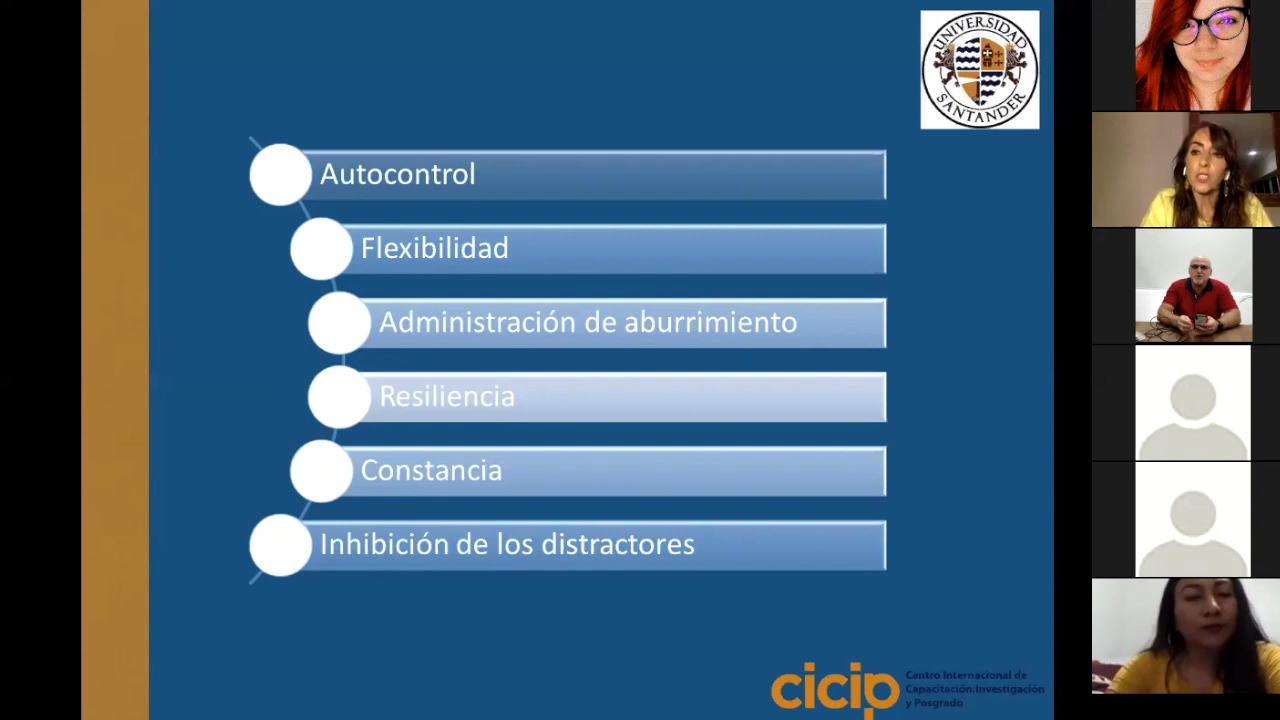 UNIVERSIDAD
SANTANDER
Autocontrol
Flexibilidad
Administración de aburrimiento
Resiliencia
Constancia
Inhibición de los distractores
cicip
Centro Internacional de
Capacitación.Investigación
y Posgrado